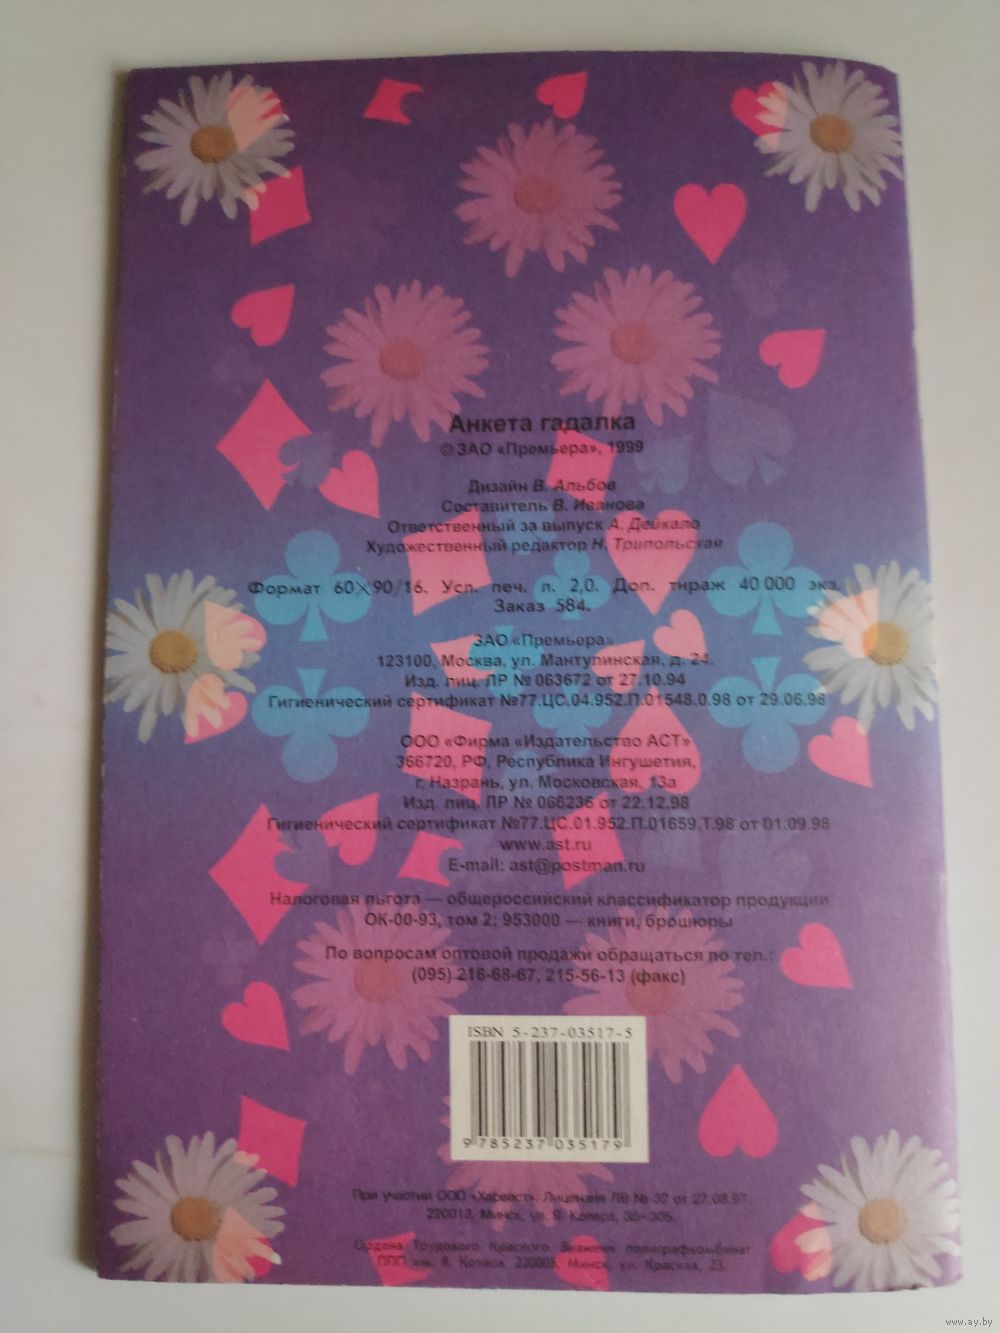 Анкета гадалка
© ЗАО «Премьера», 1999
Дизайн В. Альбов
Составитель В. Иванова
Ответственный за выпуск А. Дейкало
Художественный редактор Н. Трипольская
Формат 60×90/16. Усл. печ. л. 2,0. Доп. тираж 40 000 экз.
Заказ 584.
ЗАО «Премьера»
123100, Москва, ул. Мантулинская, д. 24.
Изд. лиц. ЛР № 063672 от 27.10.94
Гигиенический сертификат №77.ЦС.04.952.П.01548.0.98 от 29.06.98
ООО «Фирма «Издательство АСТ»
366720, РФ, Республика Ингушетия,
г. Назрань, ул. Московская, 13а
Изд. лиц. ЛР № 066236 от 22.12.98
Гигиенический сертификат №77.ЦС.01.952.П.01659.Т.98 от 01.09.98
www.ast.ru
E-mail: ast@postman.ru
Налоговая льгота — общероссийский классификатор продукции
ОК-00-93, том 2; 953000 — книги, брошюры
По вопросам оптовой продажи обращаться по тел.:
(095) 216-68-67, 215-56-13 (факс)
ISBN 5-237-03517-5
9 785237 035179
При участии ООО «Харвест». Лицензия ЛВ № 32 от 27.08.97.
220013, Минск, ул. Я. Коласа, 35–305.
Ордена Трудового Красного Знамени полиграфкомбинат
ППП им. Я. Коласа. 220005, Минск, ул. Красная, 23.
www.ay.by